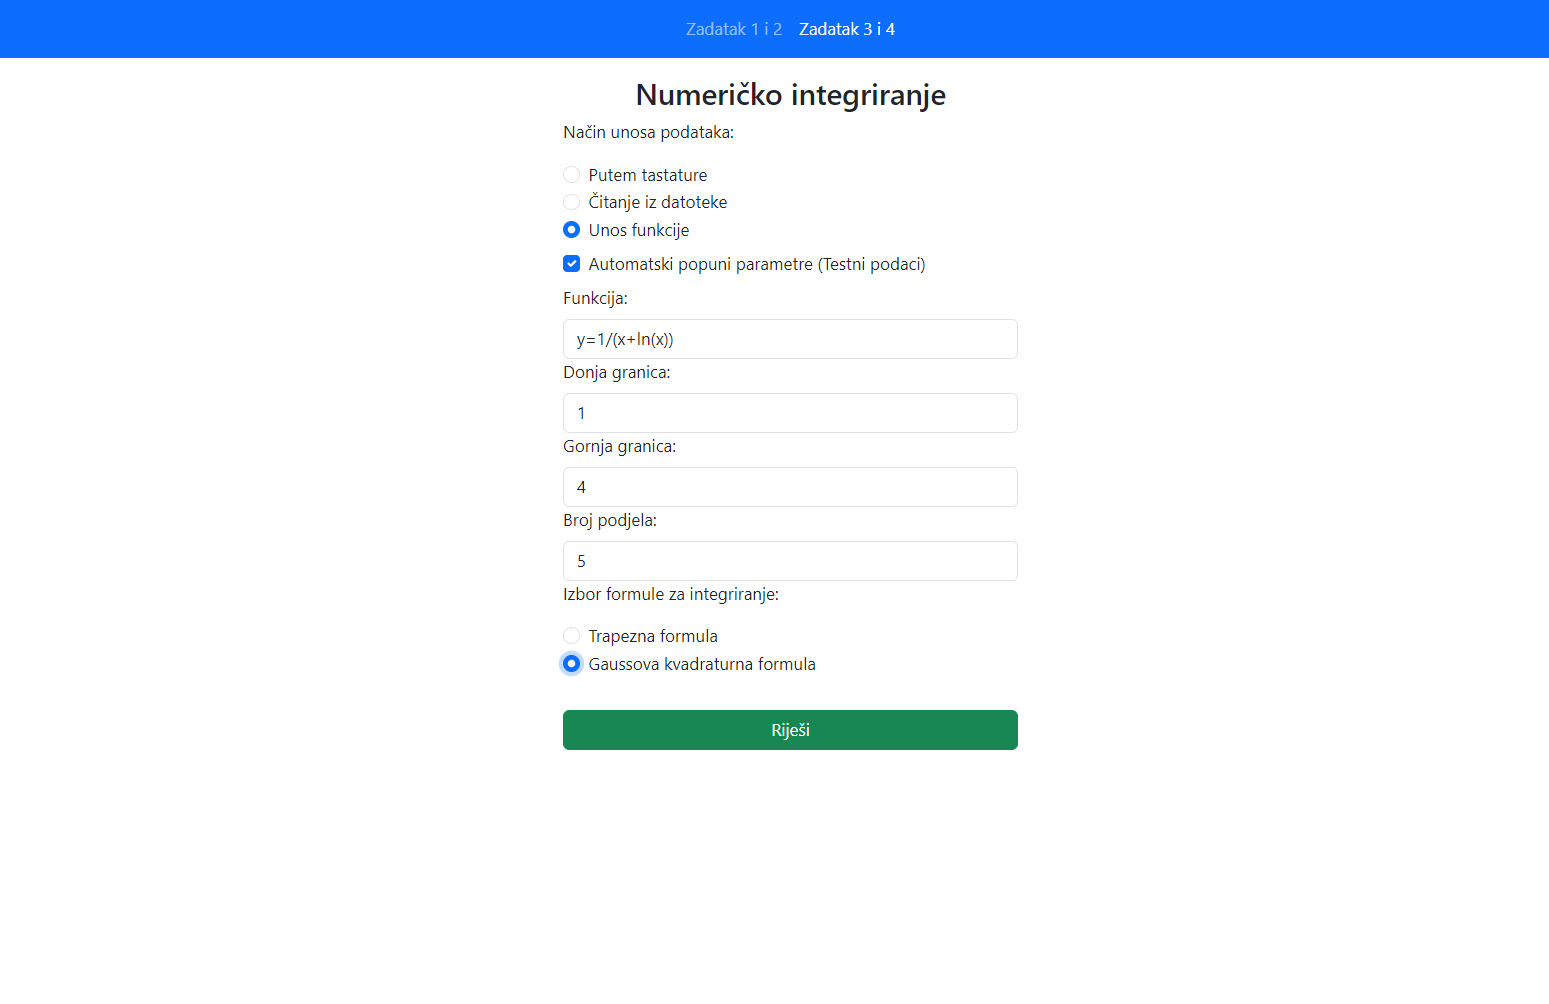 Zadatak 1 i 2 Zadatak 3 i 4
Numeričko integriranje
Način unosa podataka:
Putem tastature
Čitanje iz datoteke
Unos funkcije
Automatski popuni parametre (Testni podaci)
Funkcija:
y=1/(x+ln(x))
Donja granica:
1
Gornja granica:
4
Broj podjela:
5
Izbor formule za integriranje:
Trapezna formula
Gaussova kvadraturna formula
Riješi